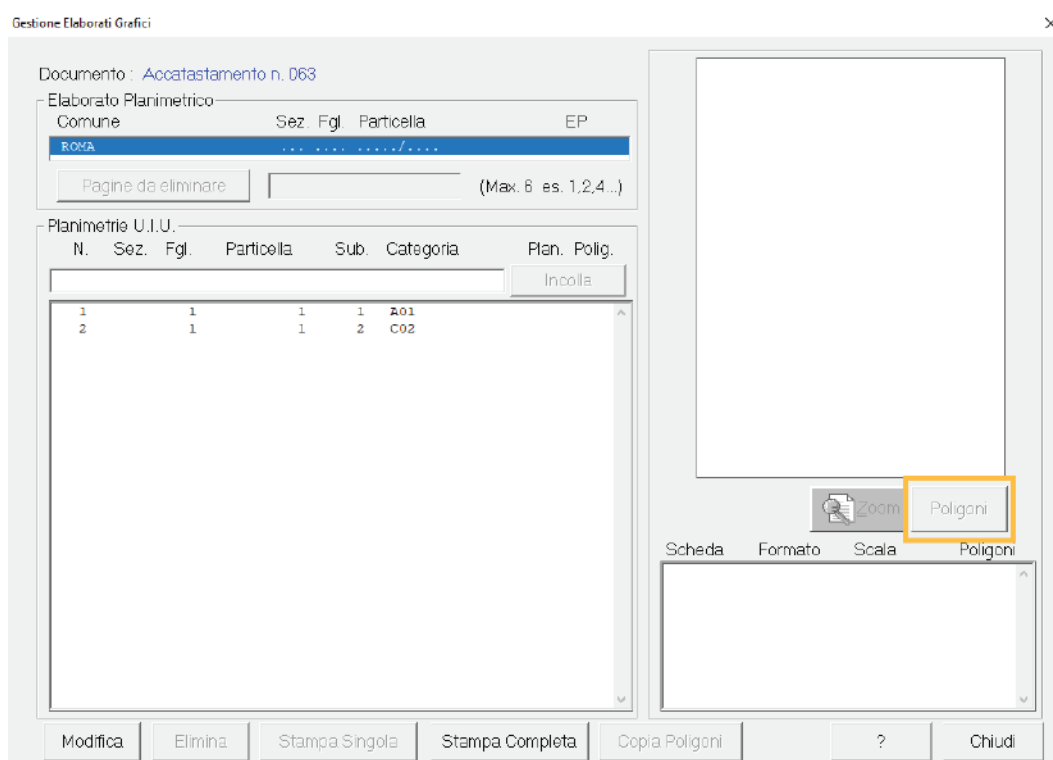 Gestione Elaborati Grafici
Documento : Accatastamento n. 063
Elaborato Planimetrico
Comune Sez. Fgl. Particella EP
ROMA ... .... ...../....
Pagine da eliminare (Max. 6 es. 1,2,4...)
Planimetrie U.I.U.
N. Sez. Fgl. Particella Sub. Categoria Plan. Polig.
Incolla
1 1 1 1 A01
2 1 1 2 C02
Zoom Poligoni
Scheda Formato Scala Poligoni
Modifica Elimina Stampa Singola Stampa Completa Copia Poligoni ? Chiudi